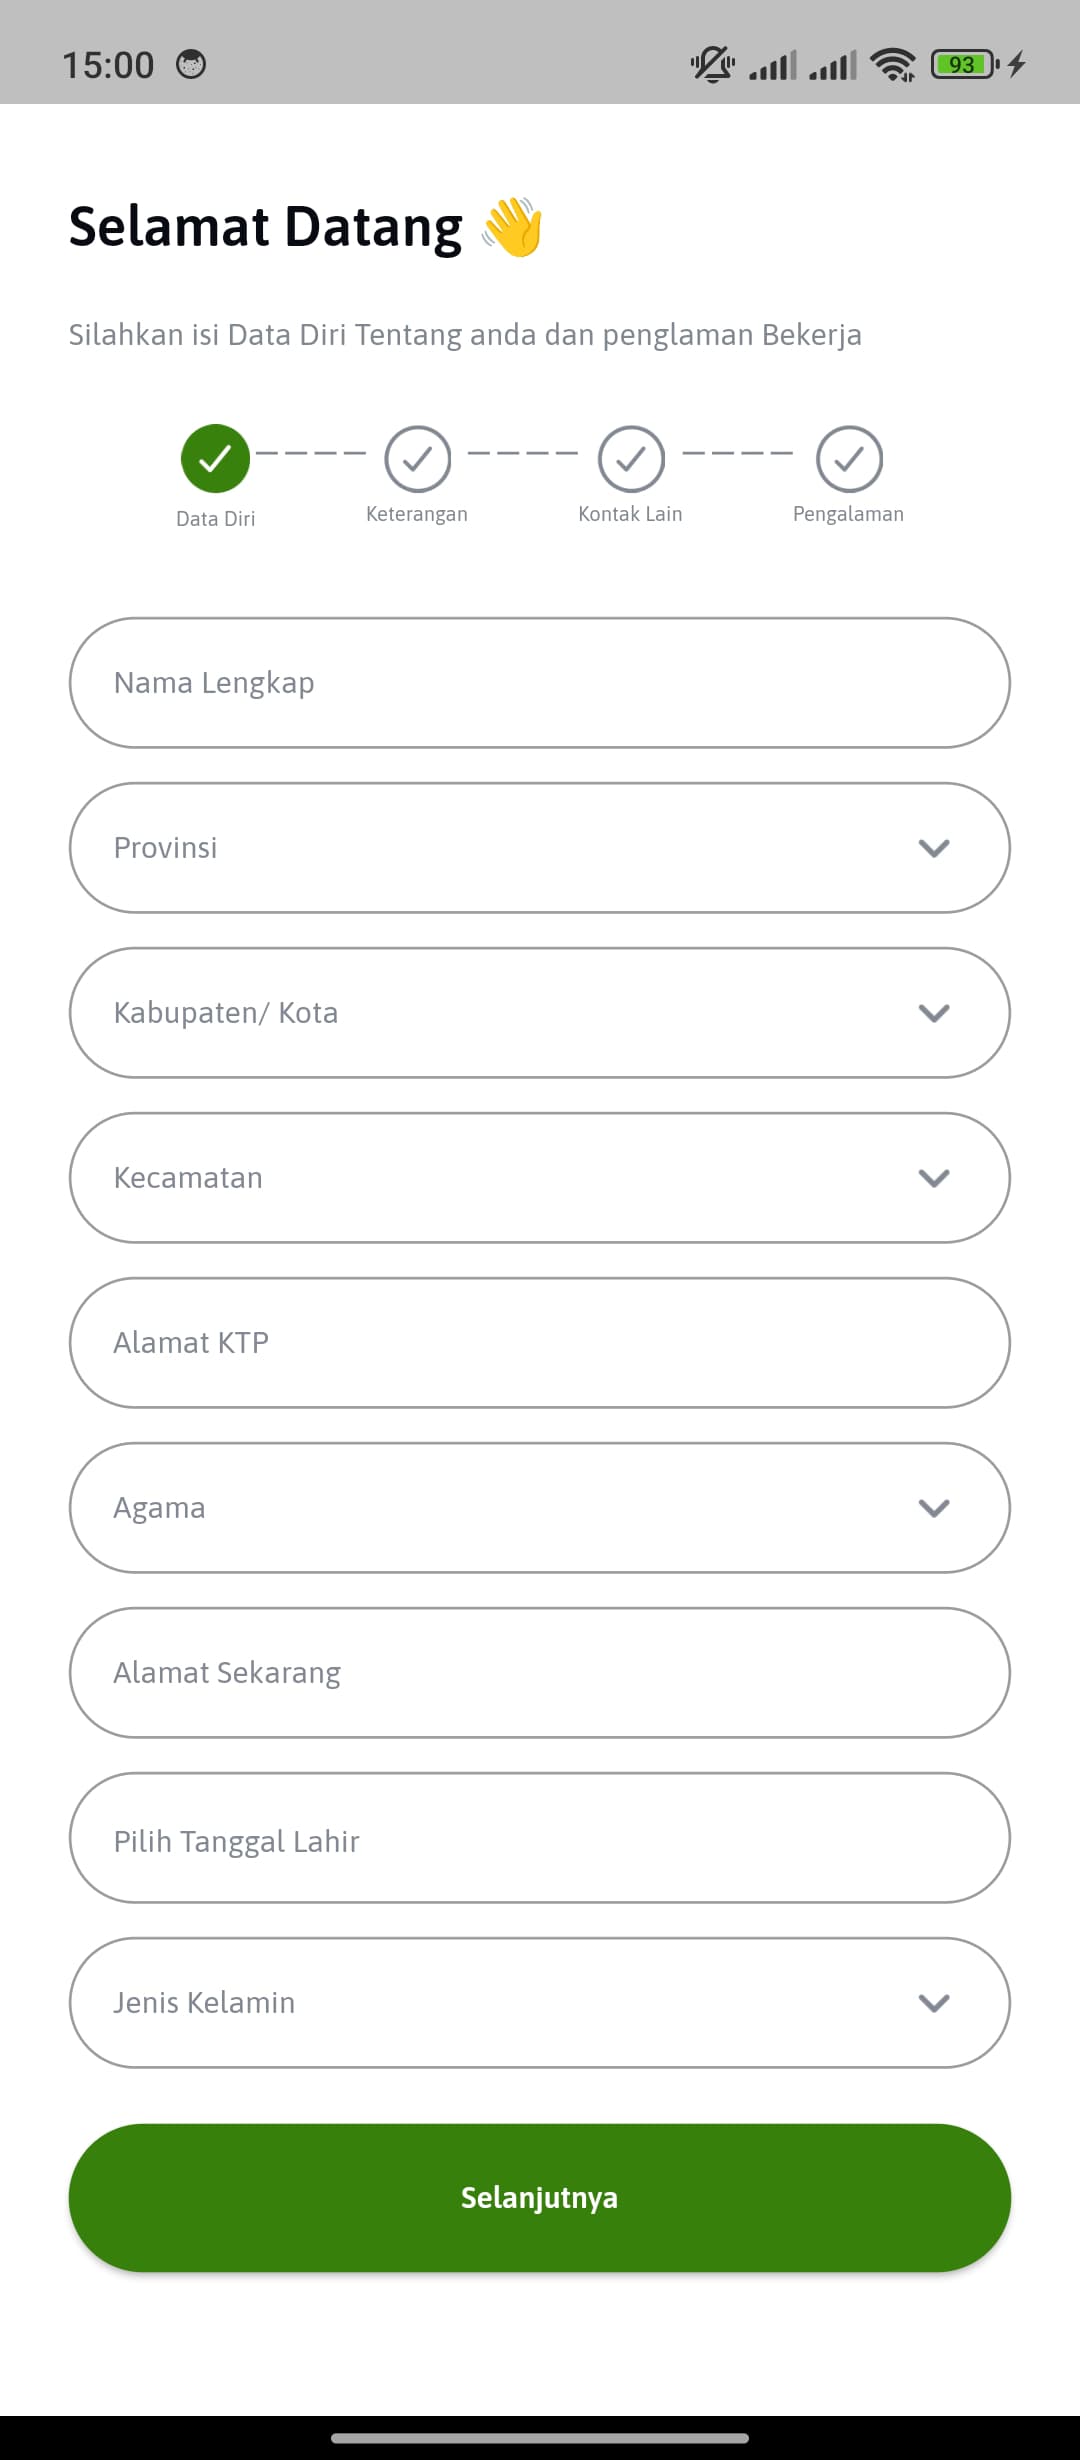 15:00
93
Selamat Datang 👋
Silahkan isi Data Diri Tentang anda dan penglaman Bekerja
Data Diri
Keterangan
Kontak Lain
Pengalaman
Nama Lengkap
Provinsi
Kabupaten/ Kota
Kecamatan
Alamat KTP
Agama
Alamat Sekarang
Pilih Tanggal Lahir
Jenis Kelamin
Selanjutnya